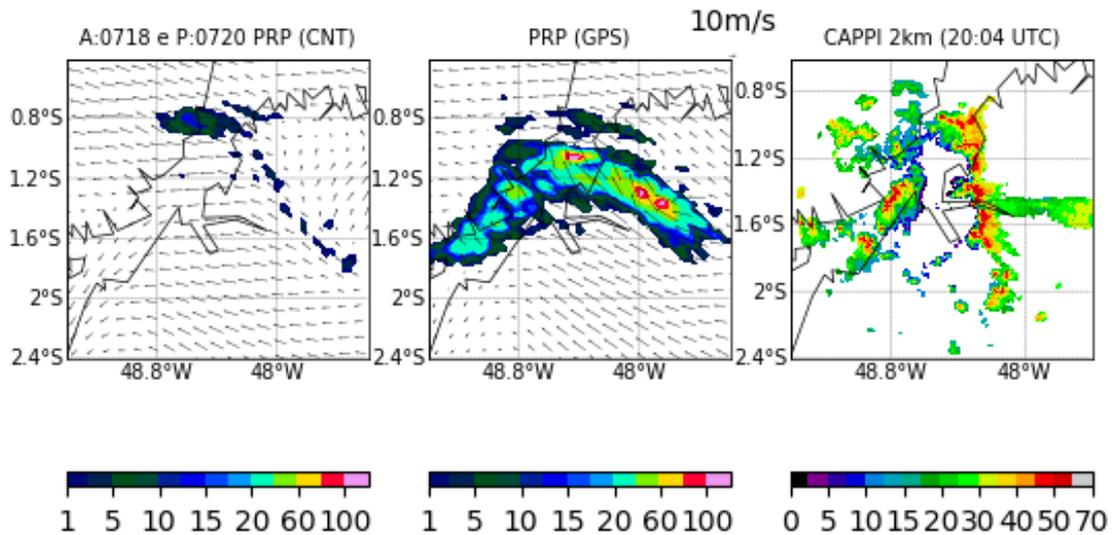 10m/s
A:0718 e P:0720 PRP (CNT) PRP (GPS) CAPPI 2km (20:04 UTC)
0.8°S 0.8°S 0.8°S
1.2°S 1.2°S 1.2°S
1.6°S 1.6°S 1.6°S
2°S 2°S 2°S
2.4°S 2.4°S 2.4°S
48.8°W 48°W 48.8°W 48°W 48.8°W 48°W
1 5 10 15 20 60 100 1 5 10 15 20 60 100 0 5 10 15 20 30 40 50 70